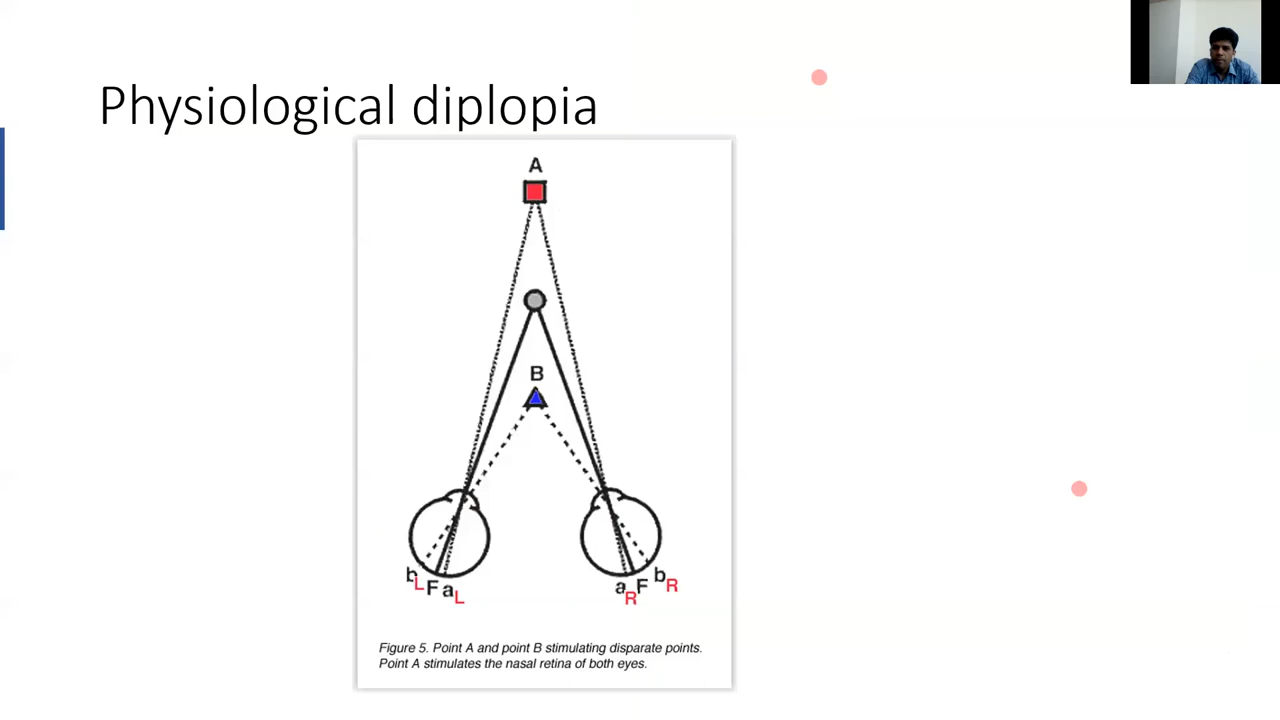 Physiological diplopia
A
B
bL F aL
aR F bR
Figure 5. Point A and point B stimulating disparate points.
Point A stimulates the nasal retina of both eyes.